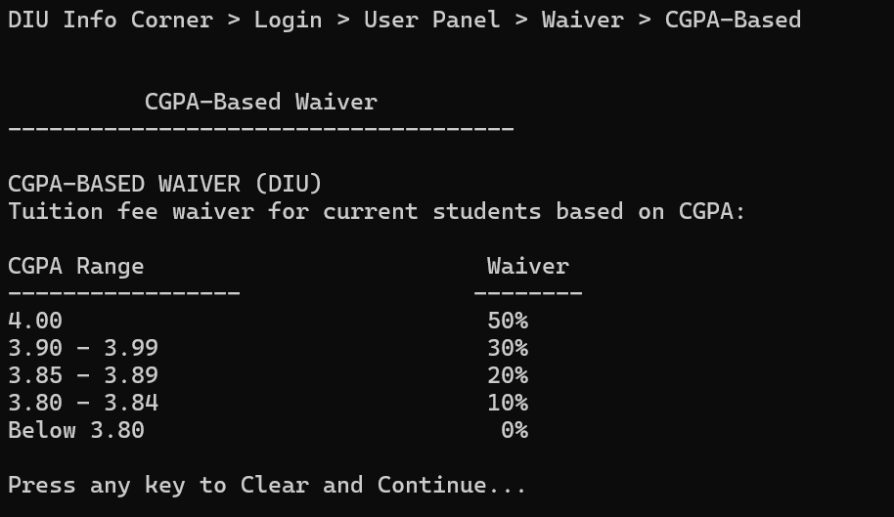 DIU Info Corner > Login > User Panel > Waiver > CGPA-Based
CGPA-Based Waiver
-------------------------------------
CGPA-BASED WAIVER (DIU)
Tuition fee waiver for current students based on CGPA:
CGPA Range Waiver
----------------- --------
4.00 50%
3.90 - 3.99 30%
3.85 - 3.89 20%
3.80 - 3.84 10%
Below 3.80 0%
Press any key to Clear and Continue...